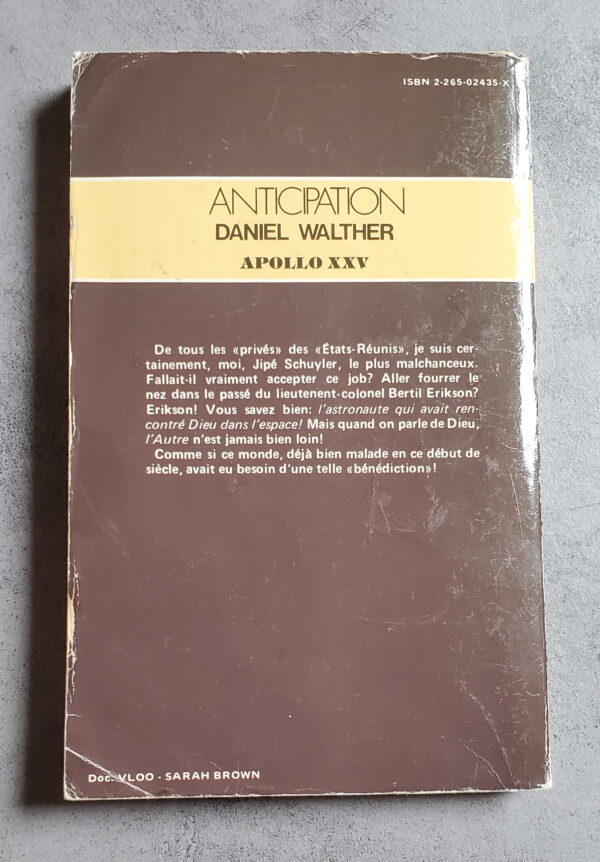 ISBN 2-265-02435-X
ANTICIPATION
DANIEL WALTHER
APOLLO XXV
De tous les «privés» des «États-Réunis», je suis cer-
tainement, moi, Jipé Schuyler, le plus malchanceux.
Fallait-il vraiment accepter ce job? Aller fourrer le
nez dans le passé du lieutenent-colonel Bertil Erikson?
Erikson! Vous savez bien: l'astronaute qui avait ren-
contré Dieu dans l'espace! Mais quand on parle de Dieu,
l'Autre n'est jamais bien loin!
Comme si ce monde, déjà bien malade en ce début de
siècle, avait eu besoin d'une telle «bénédiction»!
Doc. VLOO - SARAH BROWN